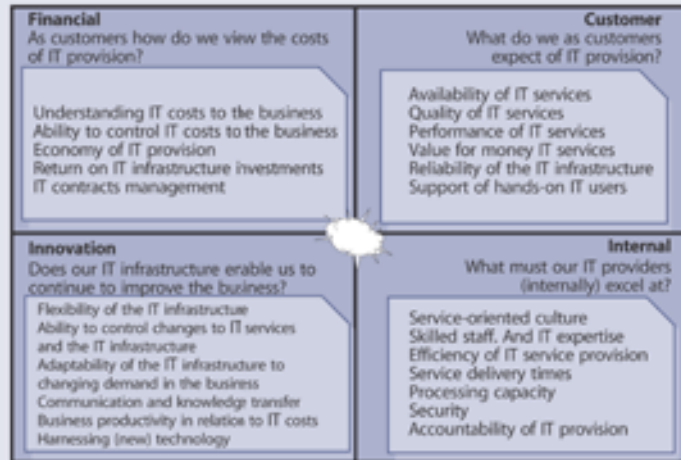 Financial
As customers how do we view the costs
of IT provision?
Understanding IT costs to the business
Ability to control IT costs to the business
Economy of IT provision
Return on IT infrastructure investments
IT contracts management
Customer
What do we as customers
expect of IT provision?
Availability of IT services
Quality of IT services
Performance of IT services
Value for money IT services
Reliability of the IT infrastructure
Support of hands-on IT users
Innovation
Does our IT infrastructure enable us to
continue to improve the business?
Flexibility of the IT infrastructure
Ability to control changes to IT services
and the IT infrastructure
Adaptability of the IT infrastructure to
changing demand in the business
Communication and knowledgr transfer
Business productivity in relation to IT costs
Harnessing (new) technology
Internal
What must our IT providers
(internally) excel at?
Service-oriented culture
Skilled staff. And IT expertise
Efficiency of IT service provision
Service delivery times
Processing capacity
Security
Accountability of IT provision